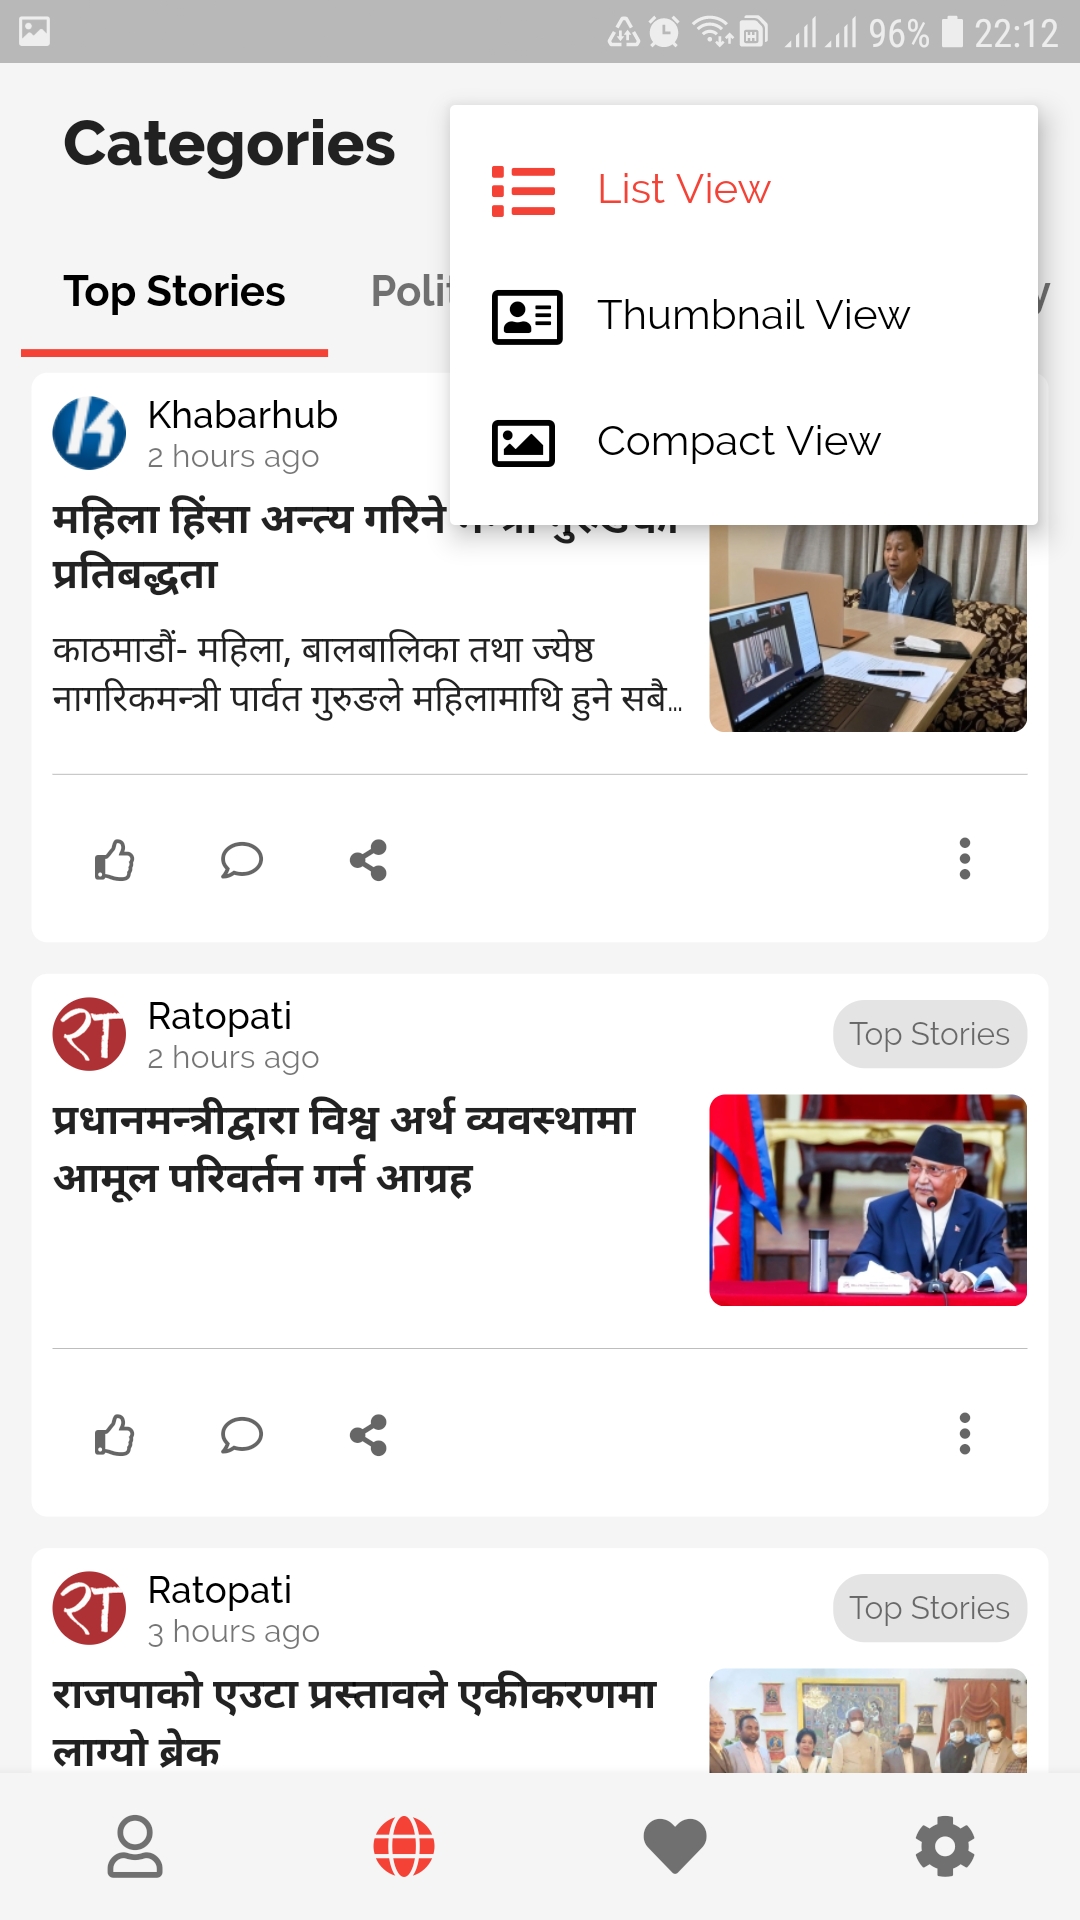 96% 22:12
Categories
List View
Thumbnail View
Compact View
Top Stories
Khabarhub
2 hours ago
महिला हिंसा अन्त्य गरिने
प्रतिबद्धता
काठमाडौं- महिला, बालबालिका तथा ज्येष्ठ
नागरिकमन्त्री पार्वत गुरुङले महिलामाथि हुने सबै...
Ratopati
2 hours ago
Top Stories
प्रधानमन्त्रीद्वारा विश्व अर्थ व्यवस्थामा
आमूल परिवर्तन गर्न आग्रह
Ratopati
3 hours ago
Top Stories
राजपाको एउटा प्रस्तावले एकीकरणमा
लाग्यो ब्रेक